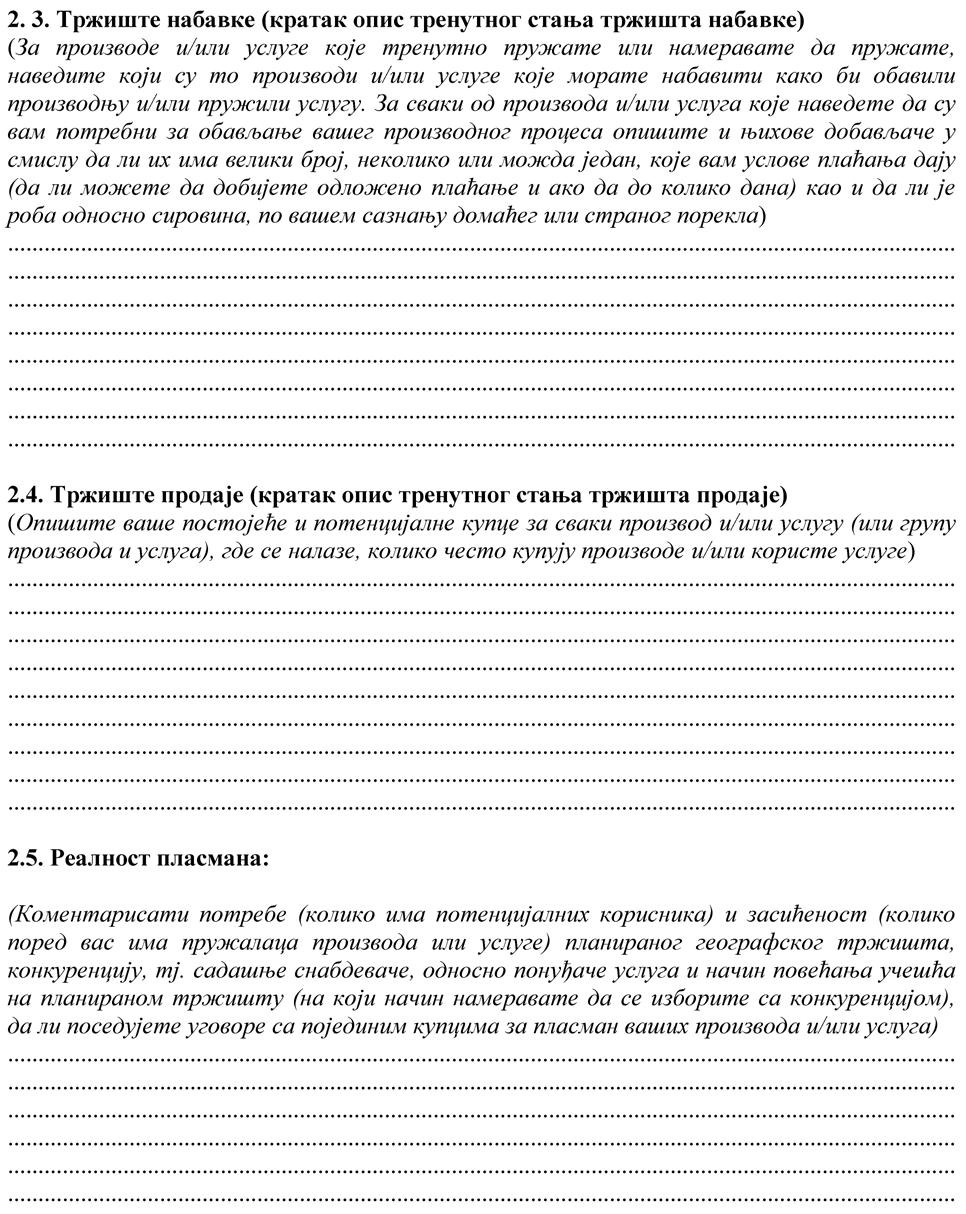 2. 3. Тржиште набавке (кратак опис тренутног стања тржишта набавке)
(За производе и/или услуге које тренутно пружате или намеравате да пружате,
наведите који су то производи и/или услуге које морате набавити како би обавили
производњу и/или пружили услугу. За сваки од производа и/или услуга које наведете да су
вам потребни за обављање вашег производног процеса опишите и њихове добављаче у
смислу да ли их има велики број, неколико или можда један, које вам услове плаћања дају
(да ли можете да добијете одложено плаћање и ако да до колико дана) као и да ли је
роба односно сировина, по вашем сазнању домаћег или страног порекла)
2.4. Тржиште продаје (кратак опис тренутног стања тржишта продаје)
(Опишите ваше постојеће и потенцијалне купце за сваки производ и/или услугу (или групу
производа и услуга), где се налазе, колико често купују производе и/или користе услуге)
2.5. Реалност пласмана:
(Коментарисати потребе (колико има потенцијалних корисника) и засићеност (колико
поред вас има пружалаца производа или услуге) планираног географског тржишта,
конкуренцију, тј. садашње снабдеваче, односно понуђаче услуга и начин повећања учешћа
на планираном тржишту (на који начин намеравате да се изборите са конкуренцијом),
да ли поседујете уговоре са појединим купцима за пласман ваших производа и/или услуга)